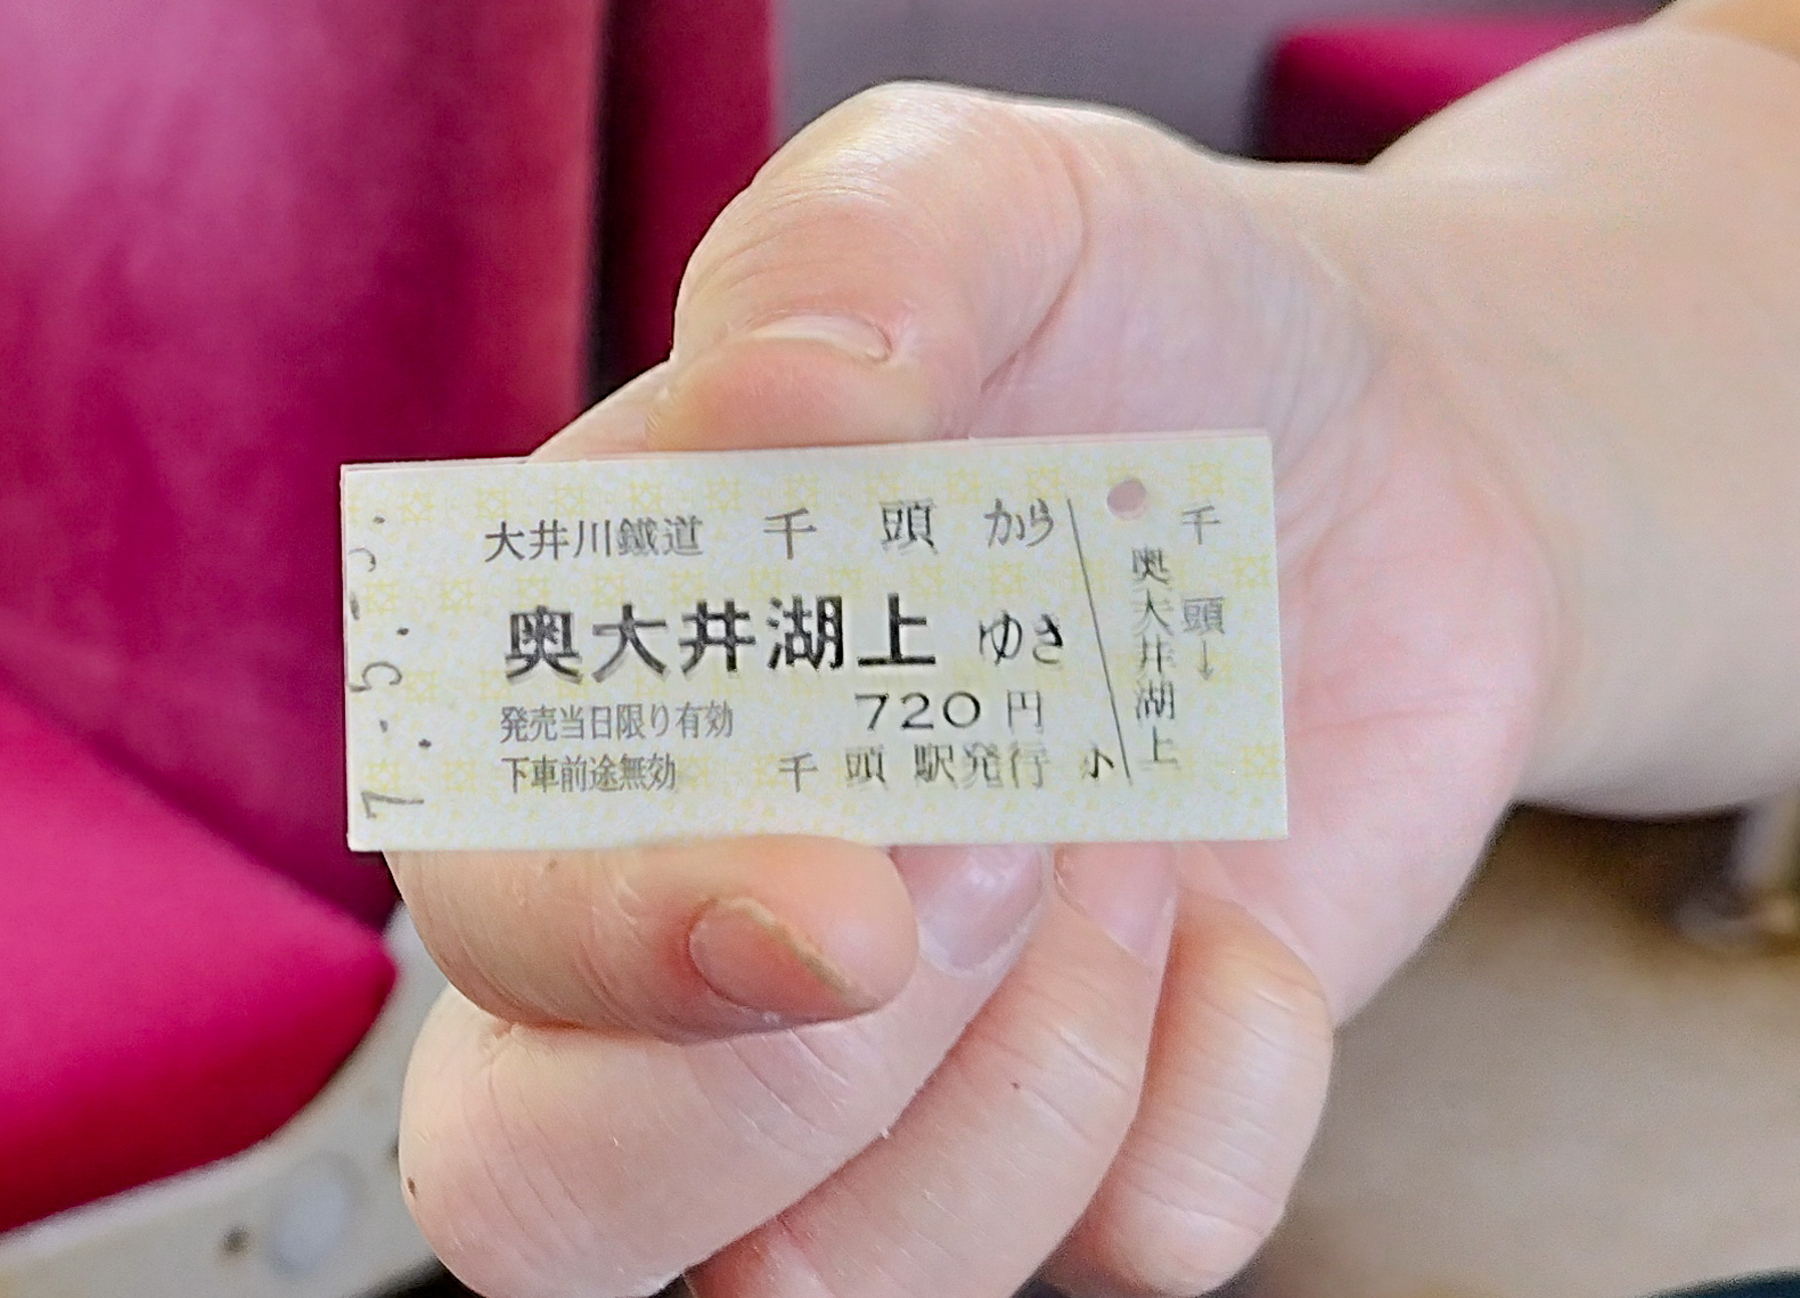 大井川鐵道 千頭から
奥大井湖上 ゆき
発売当日限り有効 720円
下車前途無効 千頭駅発行 小
千頭→
奥大井湖上
7.-5.-5.